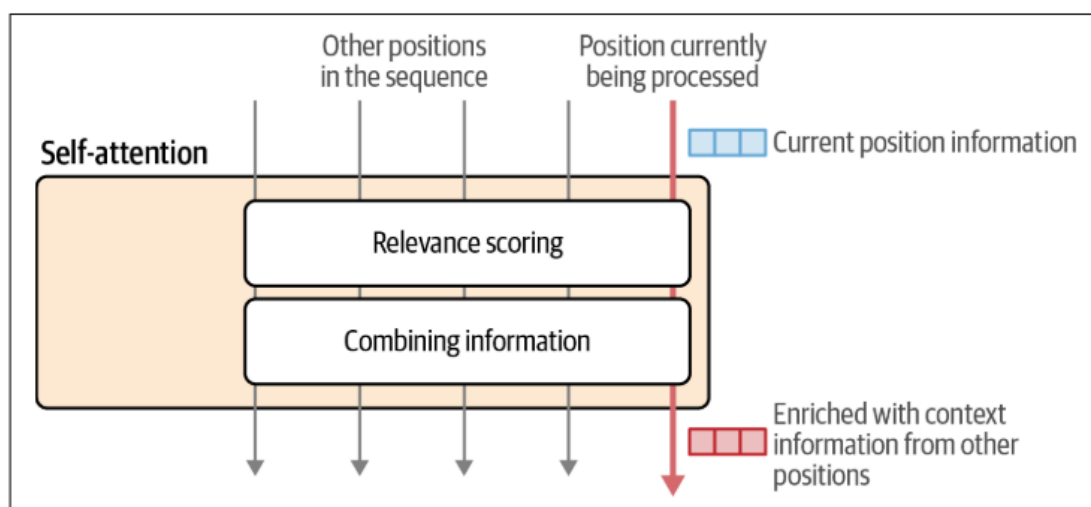 Other positions
in the sequence
Position currently
being processed
Current position information
Self-attention
Relevance scoring
Combining information
Enriched with context
information from other
positions